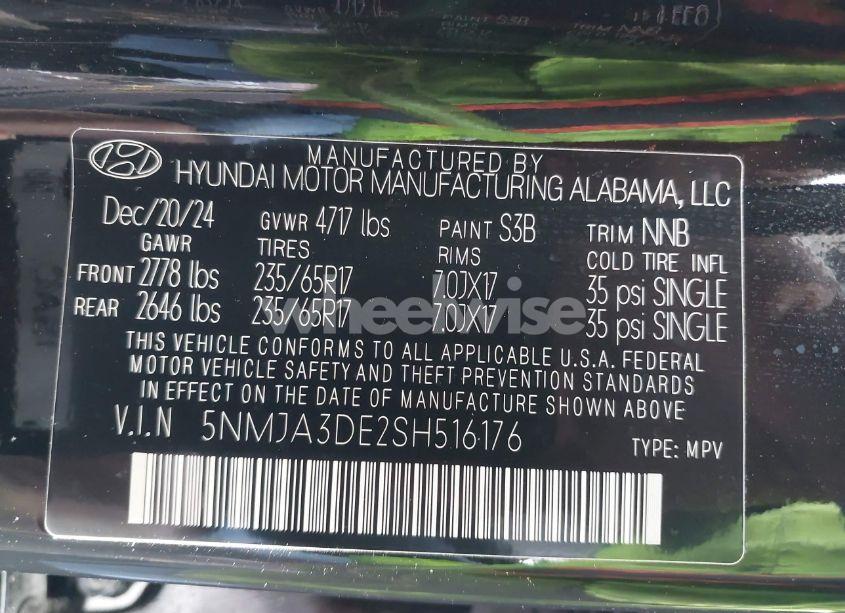 MANUFACTURED BY
HYUNDAI MOTOR MANUFACTURING ALABAMA, LLC
Dec/20/24 GVWR 4717 lbs PAINT S3B TRIM NNB
GAWR TIRES RIMS COLD TIRE INFL
FRONT 2778 lbs 235/65R17 7.0JX17 35 psi SINGLE
REAR 2646 lbs 235/65R17 7.0JX17 35 psi SINGLE
wheelwise
THIS VEHICLE CONFORMS TO ALL APPLICABLE U.S.A. FEDERAL
MOTOR VEHICLE SAFETY AND THEFT PREVENTION STANDARDS
IN EFFECT ON THE DATE OF MANUFACTURE SHOWN ABOVE.
V.I.N 5NMJA3DE2SH516176
TYPE: MPV